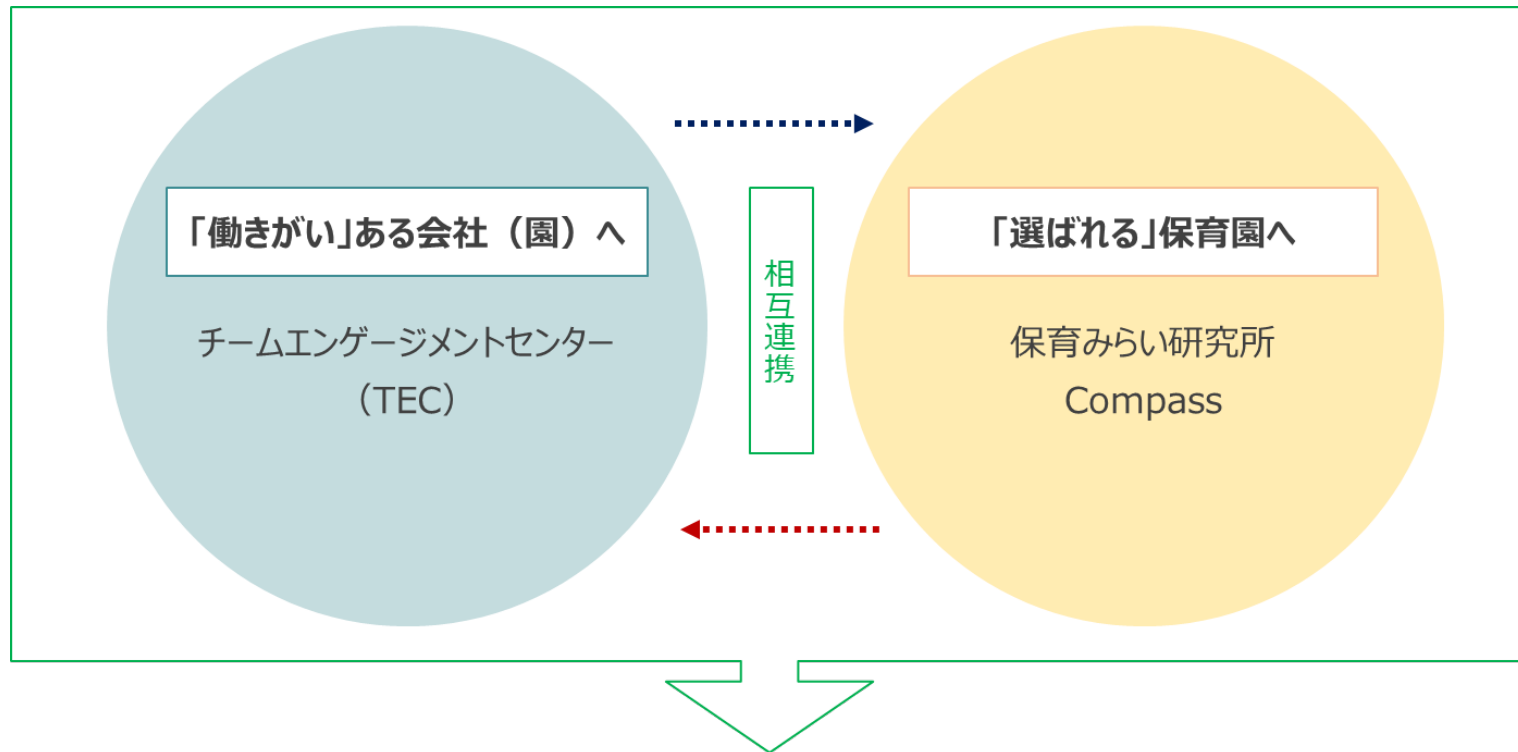 「働きがい」ある会社（園）へ
チームエンゲージメントセンター
（TEC）
相互連携
「選ばれる」保育園へ
保育みらい研究所
Compass